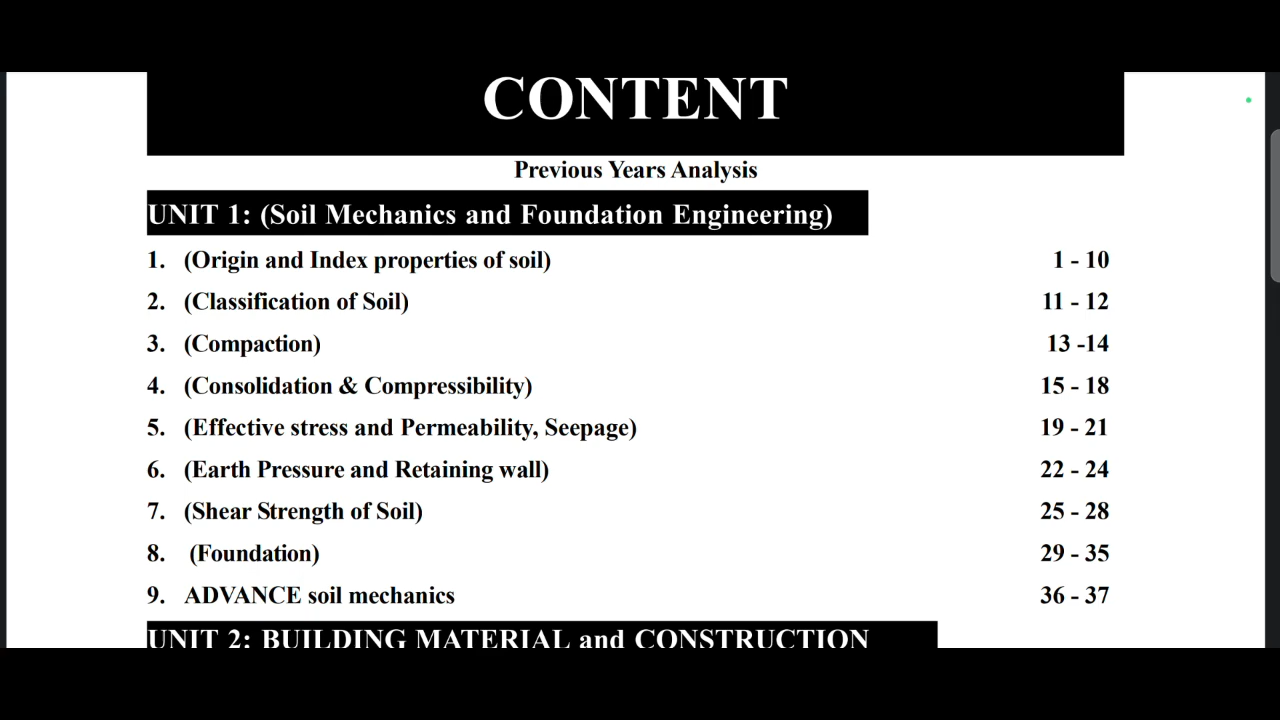 CONTENT
Previous Years Analysis
UNIT 1: (Soil Mechanics and Foundation Engineering)
1. (Origin and Index properties of soil) 1 - 10
2. (Classification of Soil) 11 - 12
3. (Compaction) 13 -14
4. (Consolidation & Compressibility) 15 - 18
5. (Effective stress and Permeability, Seepage) 19 - 21
6. (Earth Pressure and Retaining wall) 22 - 24
7. (Shear Strength of Soil) 25 - 28
8. (Foundation) 29 - 35
9. ADVANCE soil mechanics 36 - 37
UNIT 2: BUILDING MATERIAL and CONSTRUCTION